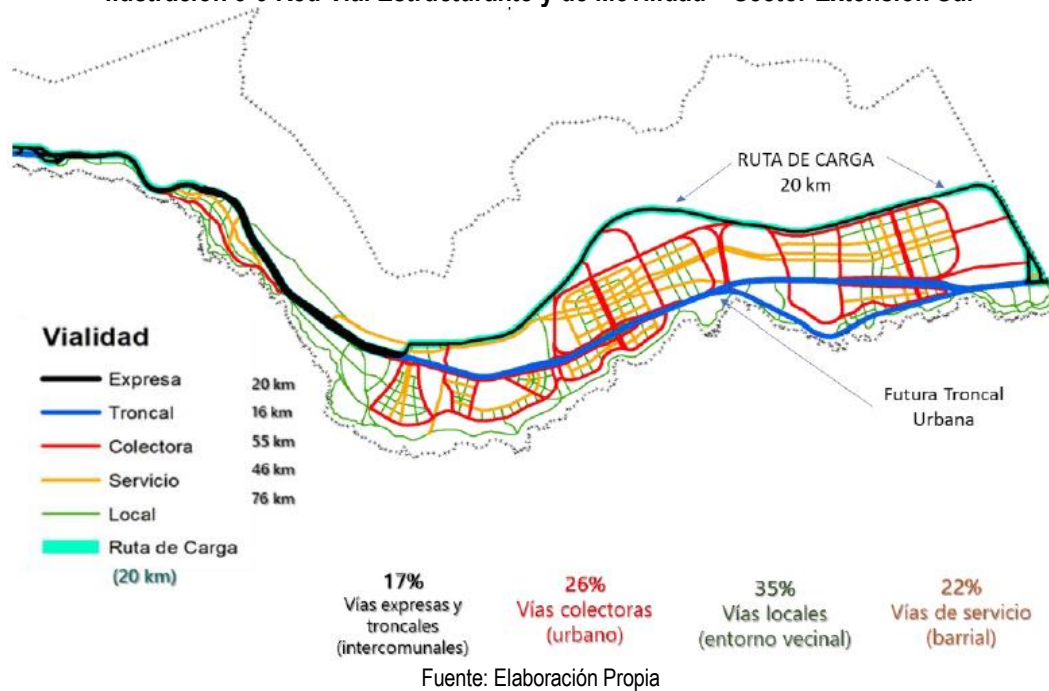 Ilustración 6-6 Red Vial Estructurante y de Movilidad – Sector Extensión Sur
RUTA DE CARGA
20 km
Futura Troncal
Urbana
Vialidad
Expresa 20 km
Troncal 16 km
Colectora 55 km
Servicio 46 km
Local 76 km
Ruta de Carga
(20 km)
17%
Vías expresas y
troncales
(intercomunales)
26%
Vías colectoras
(urbano)
35%
Vías locales
(entorno vecinal)
22%
Vías de servicio
(barrial)
Fuente: Elaboración Propia